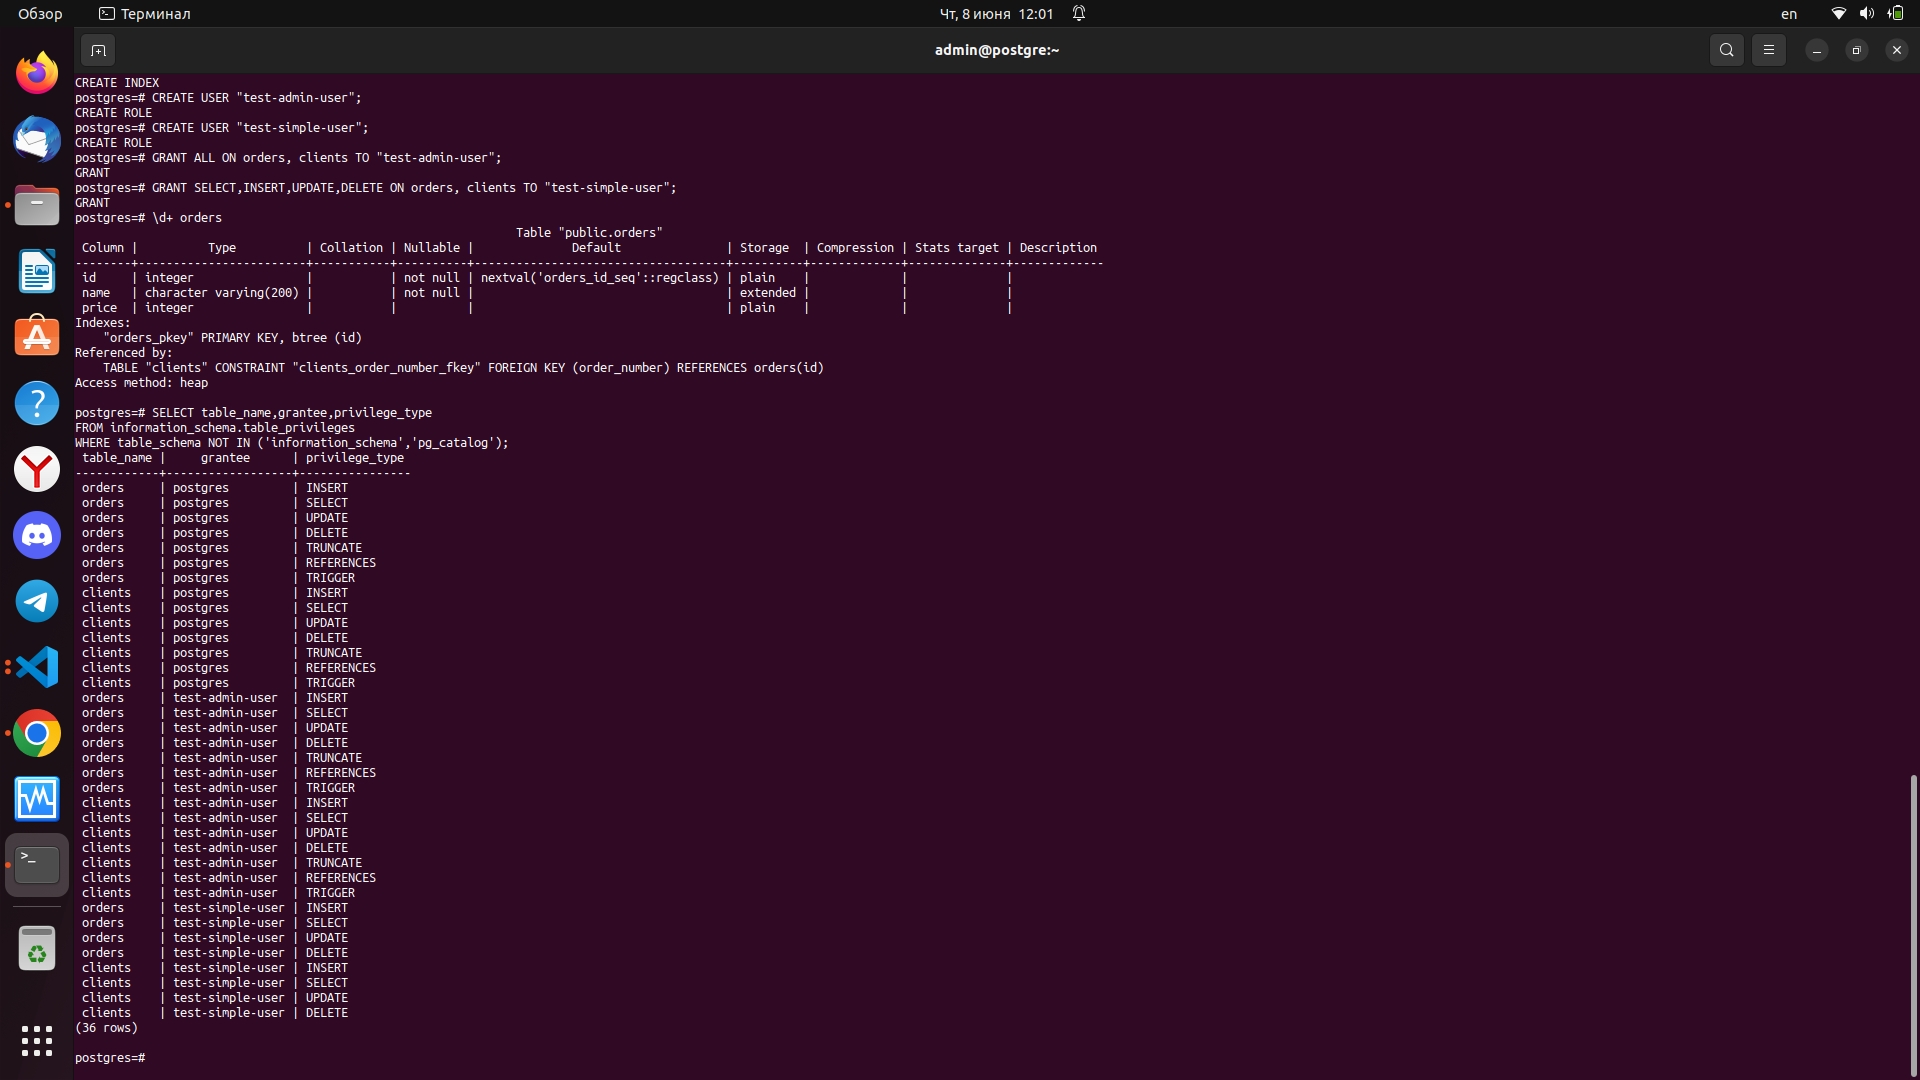 Обзор
Терминал
Чт, 8 июня 12:01
en
admin@postgre:~
CREATE INDEX
postgres=# CREATE USER "test-admin-user";
CREATE ROLE
postgres=# CREATE USER "test-simple-user";
CREATE ROLE
postgres=# GRANT ALL ON orders, clients TO "test-admin-user";
GRANT
postgres=# GRANT SELECT,INSERT,UPDATE,DELETE ON orders, clients TO "test-simple-user";
GRANT
postgres=# \d+ orders
Table "public.orders"
Column | Type | Collation | Nullable | Default | Storage | Compression | Stats target | Description
--------+------------------------+-----------+----------+------------------------------------+----------+-------------+--------------+-------------
id | integer | | not null | nextval('orders_id_seq'::regclass) | plain | | |
name | character varying(200) | | not null | | extended | | |
price | integer | | | | plain | | |
Indexes:
"orders_pkey" PRIMARY KEY, btree (id)
Referenced by:
TABLE "clients" CONSTRAINT "clients_order_number_fkey" FOREIGN KEY (order_number) REFERENCES orders(id)
Access method: heap
postgres=# SELECT table_name,grantee,privilege_type
FROM information_schema.table_privileges
WHERE table_schema NOT IN ('information_schema','pg_catalog');
table_name | grantee | privilege_type
------------+------------------+----------------
orders | postgres | INSERT
orders | postgres | SELECT
orders | postgres | UPDATE
orders | postgres | DELETE
orders | postgres | TRUNCATE
orders | postgres | REFERENCES
orders | postgres | TRIGGER
clients | postgres | INSERT
clients | postgres | SELECT
clients | postgres | UPDATE
clients | postgres | DELETE
clients | postgres | TRUNCATE
clients | postgres | REFERENCES
clients | postgres | TRIGGER
orders | test-admin-user | INSERT
orders | test-admin-user | SELECT
orders | test-admin-user | UPDATE
orders | test-admin-user | DELETE
orders | test-admin-user | TRUNCATE
orders | test-admin-user | REFERENCES
orders | test-admin-user | TRIGGER
clients | test-admin-user | INSERT
clients | test-admin-user | SELECT
clients | test-admin-user | UPDATE
clients | test-admin-user | DELETE
clients | test-admin-user | TRUNCATE
clients | test-admin-user | REFERENCES
clients | test-admin-user | TRIGGER
orders | test-simple-user | INSERT
orders | test-simple-user | SELECT
orders | test-simple-user | UPDATE
orders | test-simple-user | DELETE
clients | test-simple-user | INSERT
clients | test-simple-user | SELECT
clients | test-simple-user | UPDATE
clients | test-simple-user | DELETE
(36 rows)
postgres=#